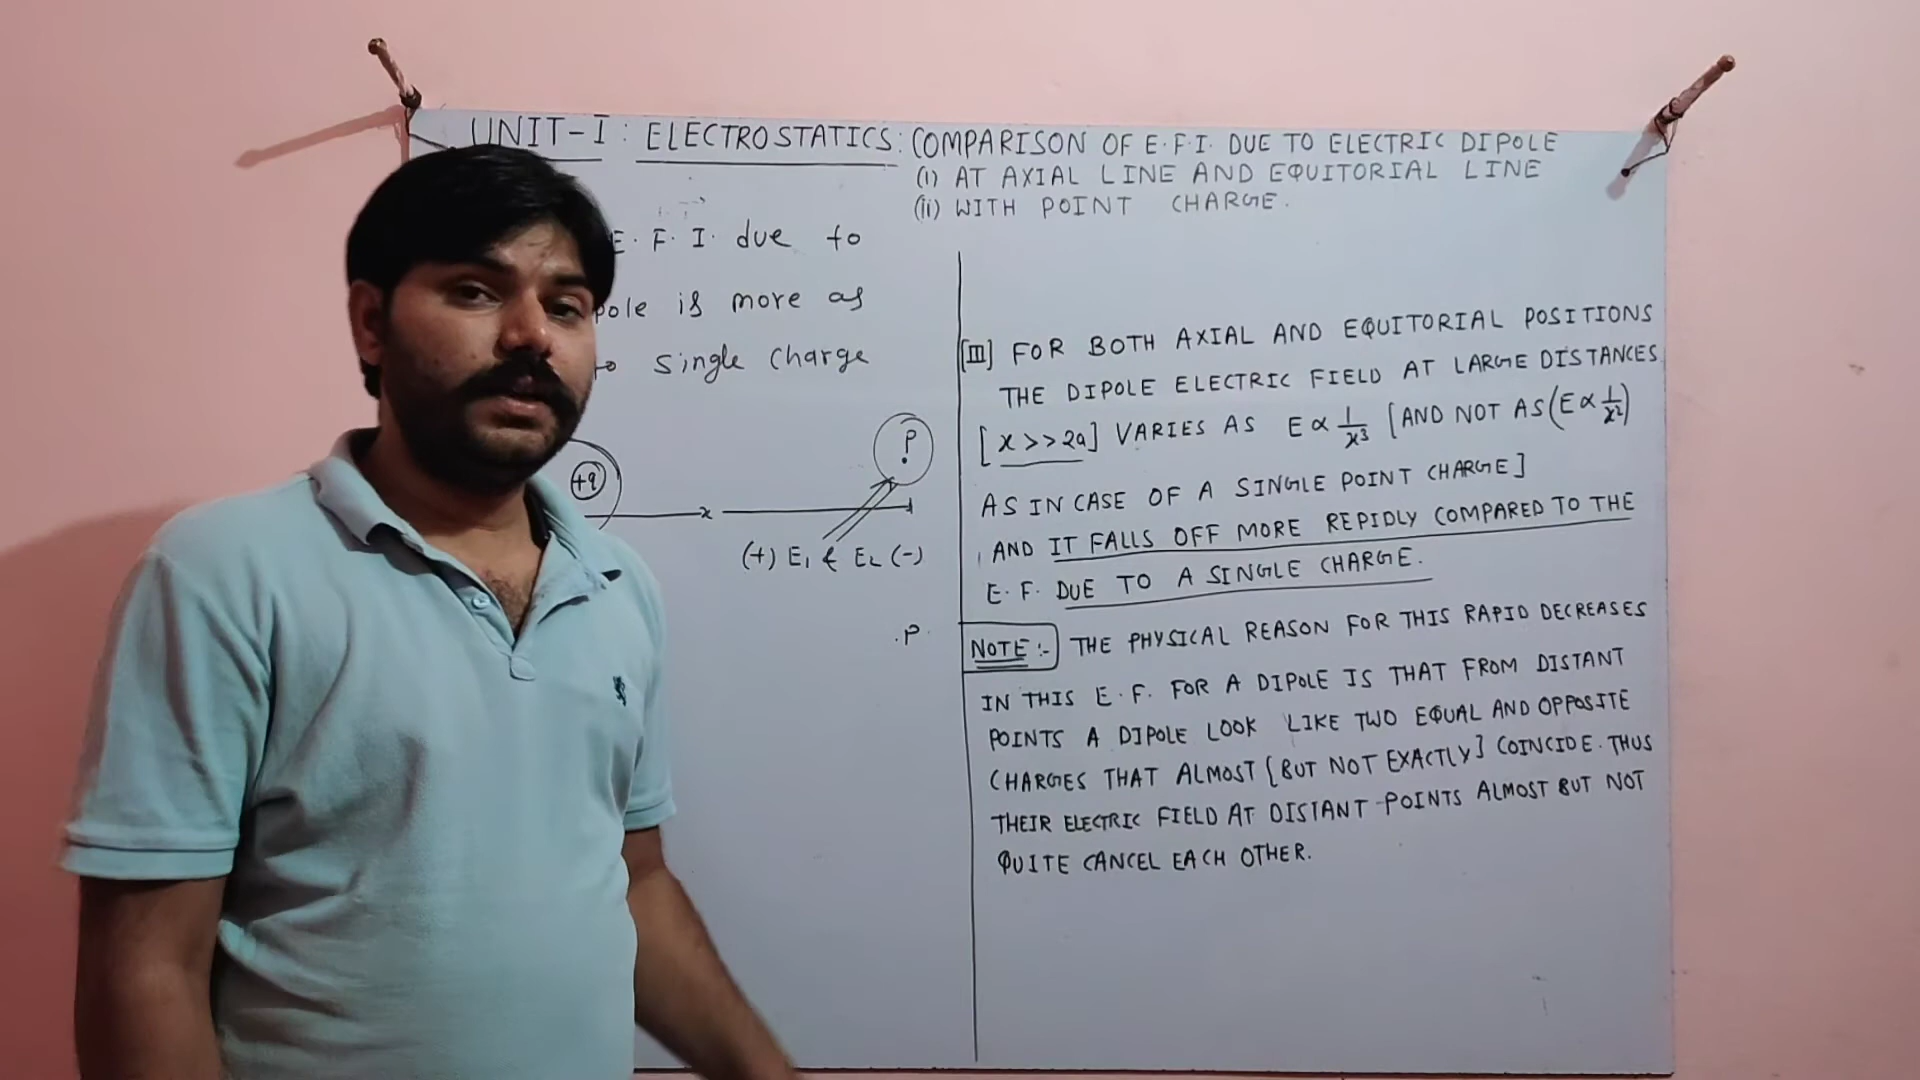 UNIT-I : ELECTROSTATICS : COMPARISON OF E.F.I. DUE TO ELECTRIC DIPOLE
(i) AT AXIAL LINE AND EQUITORIAL LINE
(ii) WITH POINT CHARGE.
E. F. I. due to
pole is more as
to single charge
+q
P
x
(+) E₁ & E₂ (-)
.P.
[III] FOR BOTH AXIAL AND EQUITORIAL POSITIONS
THE DIPOLE ELECTRIC FIELD AT LARGE DISTANCES
[x >> 2a] VARIES AS E ∝ 1/x³ [AND NOT AS (E ∝ 1/x²)
AS IN CASE OF A SINGLE POINT CHARGE]
AND IT FALLS OFF MORE REPIDLY COMPARED TO THE
E. F. DUE TO A SINGLE CHARGE.
NOTE :- THE PHYSICAL REASON FOR THIS RAPID DECREASES
IN THIS E. F. FOR A DIPOLE IS THAT FROM DISTANT
POINTS A DIPOLE LOOK LIKE TWO EQUAL AND OPPOSITE
CHARGES THAT ALMOST [BUT NOT EXACTLY] COINCIDE. THUS
THEIR ELECTRIC FIELD AT DISTANT POINTS ALMOST BUT NOT
QUITE CANCEL EACH OTHER.